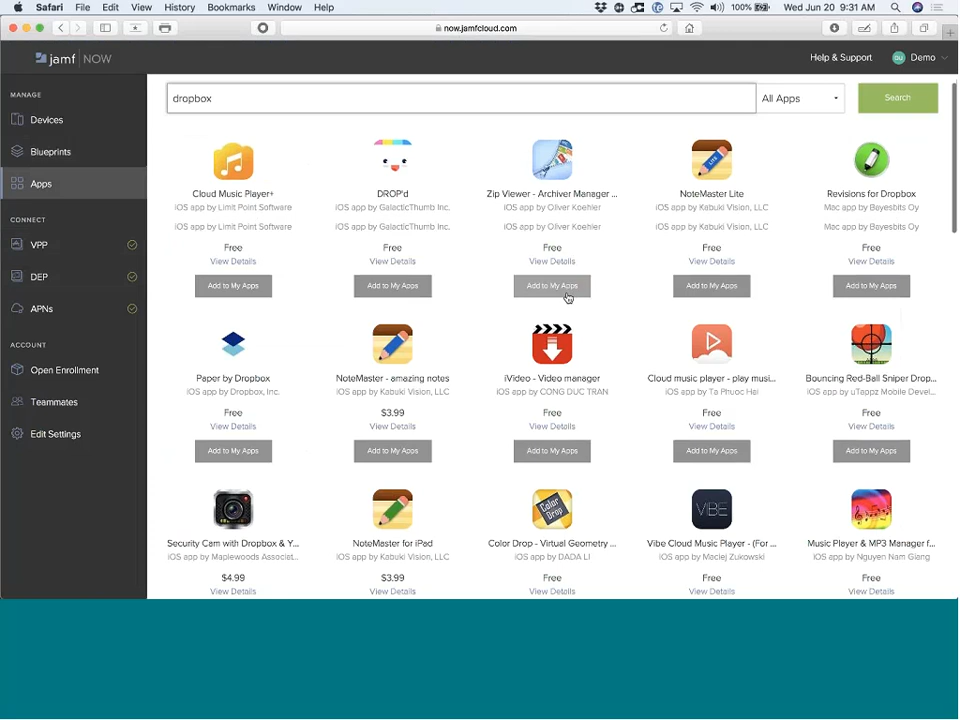 Safari File Edit View History Bookmarks Window Help 100% Wed Jun 20 9:31 AM
now.jamfcloud.com
jamf NOW Help & Support DU Demo
MANAGE
Devices
Blueprints
Apps
CONNECT
VPP
DEP
APNs
ACCOUNT
Open Enrollment
Teammates
Edit Settings
dropbox All Apps Search
Cloud Music Player+ DROP'd Zip Viewer - Archiver Manager ... NoteMaster Lite Revisions for Dropbox
iOS app by Limit Point Software iOS app by GalacticThumb Inc. iOS app by Oliver Koehler iOS app by Kabuki Vision, LLC Mac app by Bayesbits Oy
iOS app by Limit Point Software iOS app by GalacticThumb Inc. iOS app by Oliver Koehler iOS app by Kabuki Vision, LLC Mac app by Bayesbits Oy
Free Free Free Free Free
View Details View Details View Details View Details View Details
Add to My Apps Add to My Apps Add to My Apps Add to My Apps Add to My Apps
Paper by Dropbox NoteMaster - amazing notes iVideo - Video manager Cloud music player - play musi... Bouncing Red-Ball Sniper Drop...
iOS app by Dropbox, Inc. iOS app by Kabuki Vision, LLC iOS app by CONG DUC TRAN iOS app by Ta Phuoc Hai iOS app by uTappz Mobile Devel...
Free $3.99 Free Free Free
View Details View Details View Details View Details View Details
Add to My Apps Add to My Apps Add to My Apps Add to My Apps Add to My Apps
Color Drop VIBE
Security Cam with Dropbox & Y... NoteMaster for iPad Color Drop - Virtual Geometry ... Vibe Cloud Music Player - (For ... Music Player & MP3 Manager f...
iOS app by Maplewoods Associat... iOS app by Kabuki Vision, LLC iOS app by DADA LI iOS app by Maciej Zukowski iOS app by Nguyen Nam Giang
$4.99 $3.99 Free Free Free
View Details View Details View Details View Details View Details